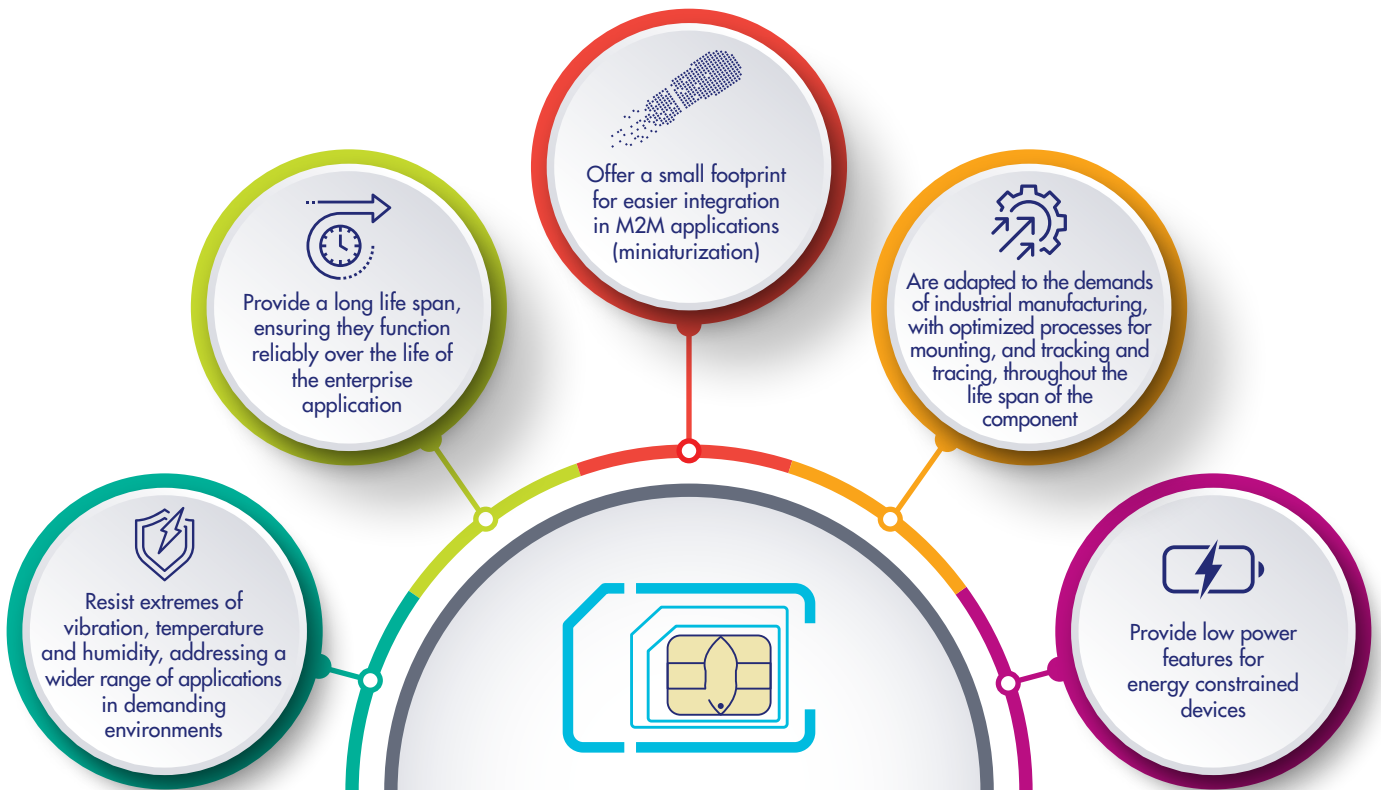 Offer a small footprint
for easier integration
in M2M applications
(miniaturization)
Provide a long life span,
ensuring they function
reliably over the life of
the enterprise
application
Are adapted to the demands
of industrial manufacturing,
with optimized processes for
mounting, and tracking and
tracing, throughout the
life span of the
component
Resist extremes of
vibration, temperature
and humidity, addressing a
wider range of applications
in demanding
environments
Provide low power
features for
energy constrained
devices